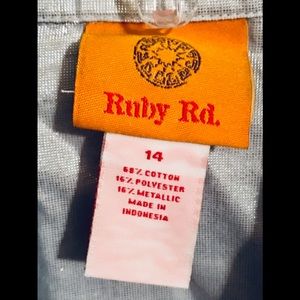 Ruby Rd.
14
68% COTTON
16% POLYESTER
16% METALLIC
MADE IN
INDONESIA